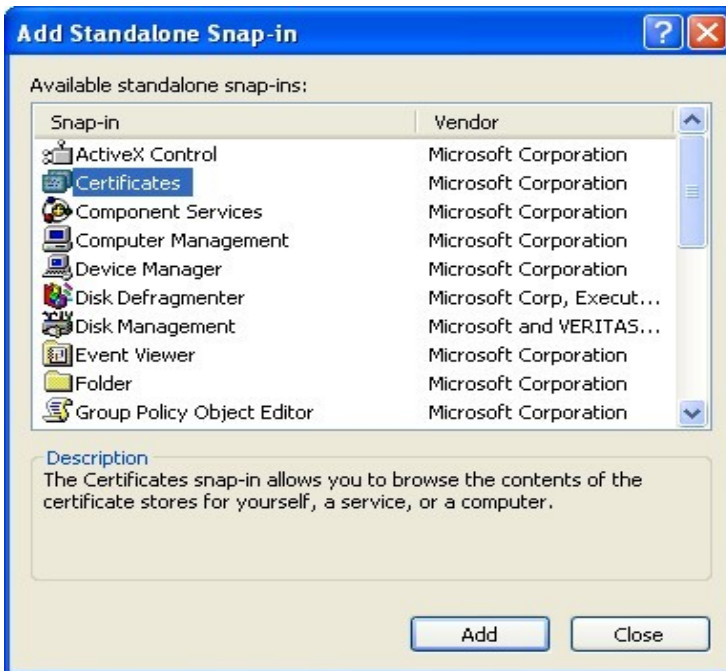 Add Standalone Snap-in
Available standalone snap-ins:
Snap-in Vendor
ActiveX Control Microsoft Corporation
Certificates Microsoft Corporation
Component Services Microsoft Corporation
Computer Management Microsoft Corporation
Device Manager Microsoft Corporation
Disk Defragmenter Microsoft Corp, Execut...
Disk Management Microsoft and VERITAS...
Event Viewer Microsoft Corporation
Folder Microsoft Corporation
Group Policy Object Editor Microsoft Corporation
Description
The Certificates snap-in allows you to browse the contents of the
certificate stores for yourself, a service, or a computer.
Add Close